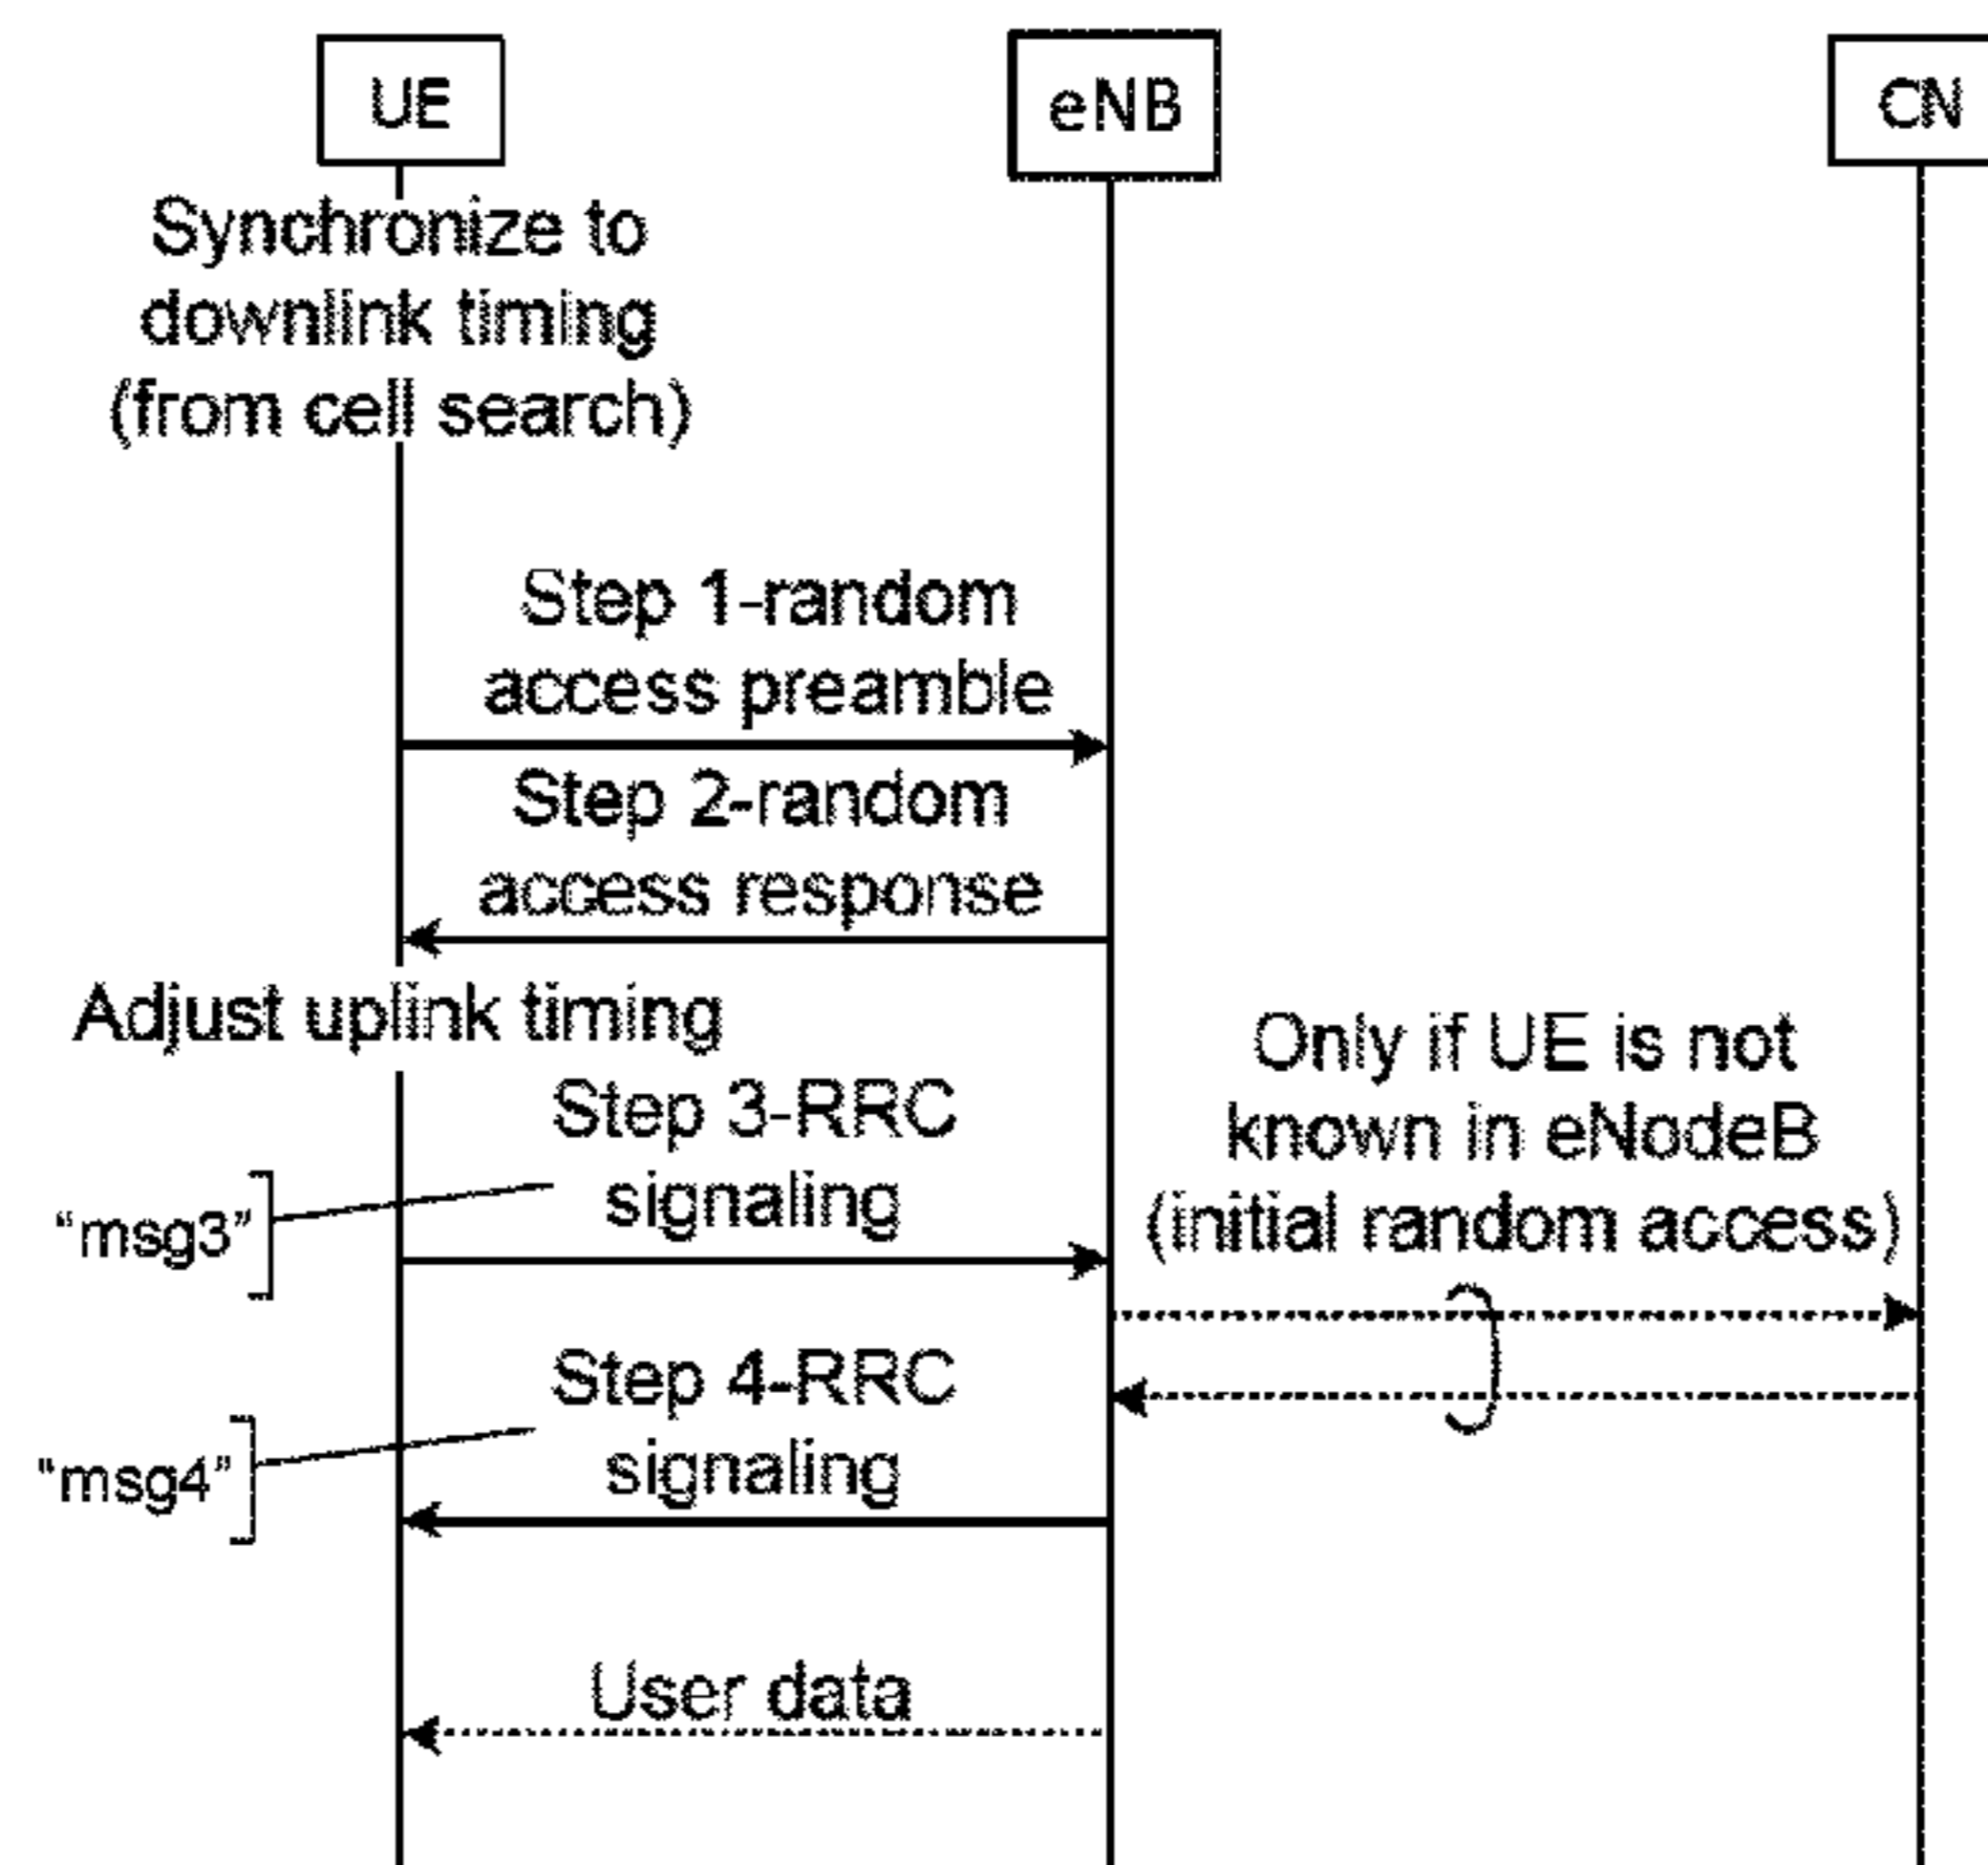 UE
eNB
CN
Synchronize to
downlink timing
(from cell search)
Step 1-random
access preamble
Step 2-random
access response
Adjust uplink timing
Only if UE is not
known in eNodeB
(initial random access)
Step 3-RRC
signaling
“msg3”
Step 4-RRC
signaling
“msg4”
User data